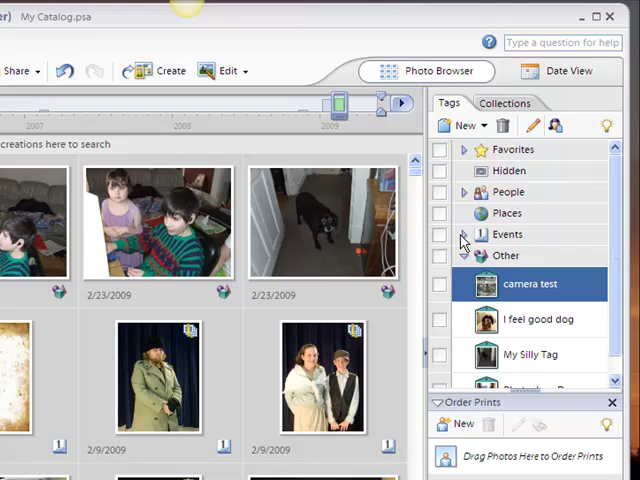 r) My Catalog.psa
Type a question for help
Share Create Edit Photo Browser Date View
Tags Collections
2007 2008 2009
New
creations here to search
Favorites
Hidden
People
Places
Events
Other
camera test
2/23/2009 2/23/2009
I feel good dog
My Silly Tag
Order Prints
New
2/9/2009 2/9/2009
Drag Photos Here to Order Prints